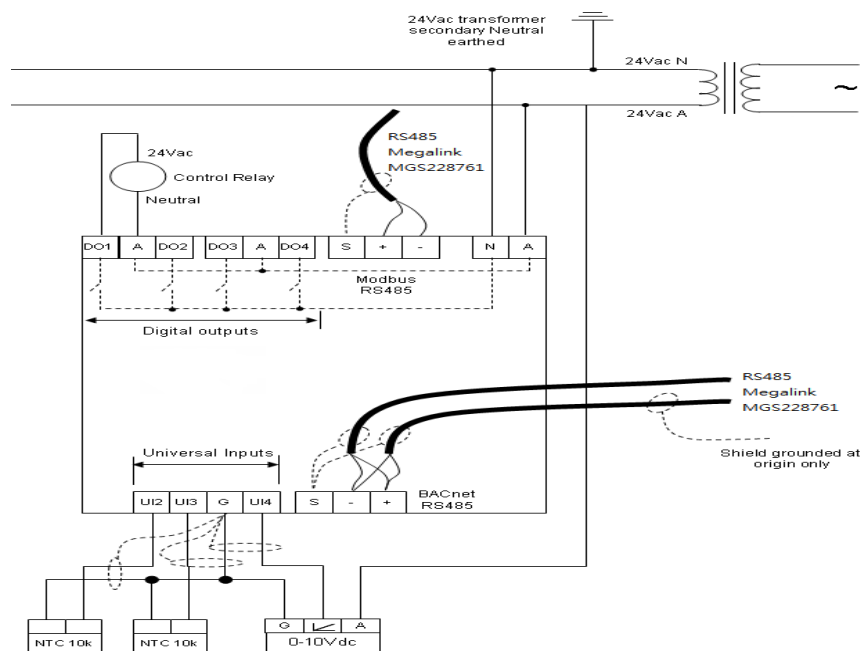 24Vac transformer
secondary Neutral
earthed
24Vac N
~
24Vac A
RS485
Megalink
MGS228761
24Vac
Control Relay
Neutral
DO1 A DO2 DO3 A DO4 S + - N A
Modbus
RS485
Digital outputs
RS485
Megalink
MGS228761
Shield grounded at
origin only
Universal Inputs
BACnet
RS485
UI2 UI3 G UI4 S - +
G A
NTC 10k NTC 10k 0-10Vdc